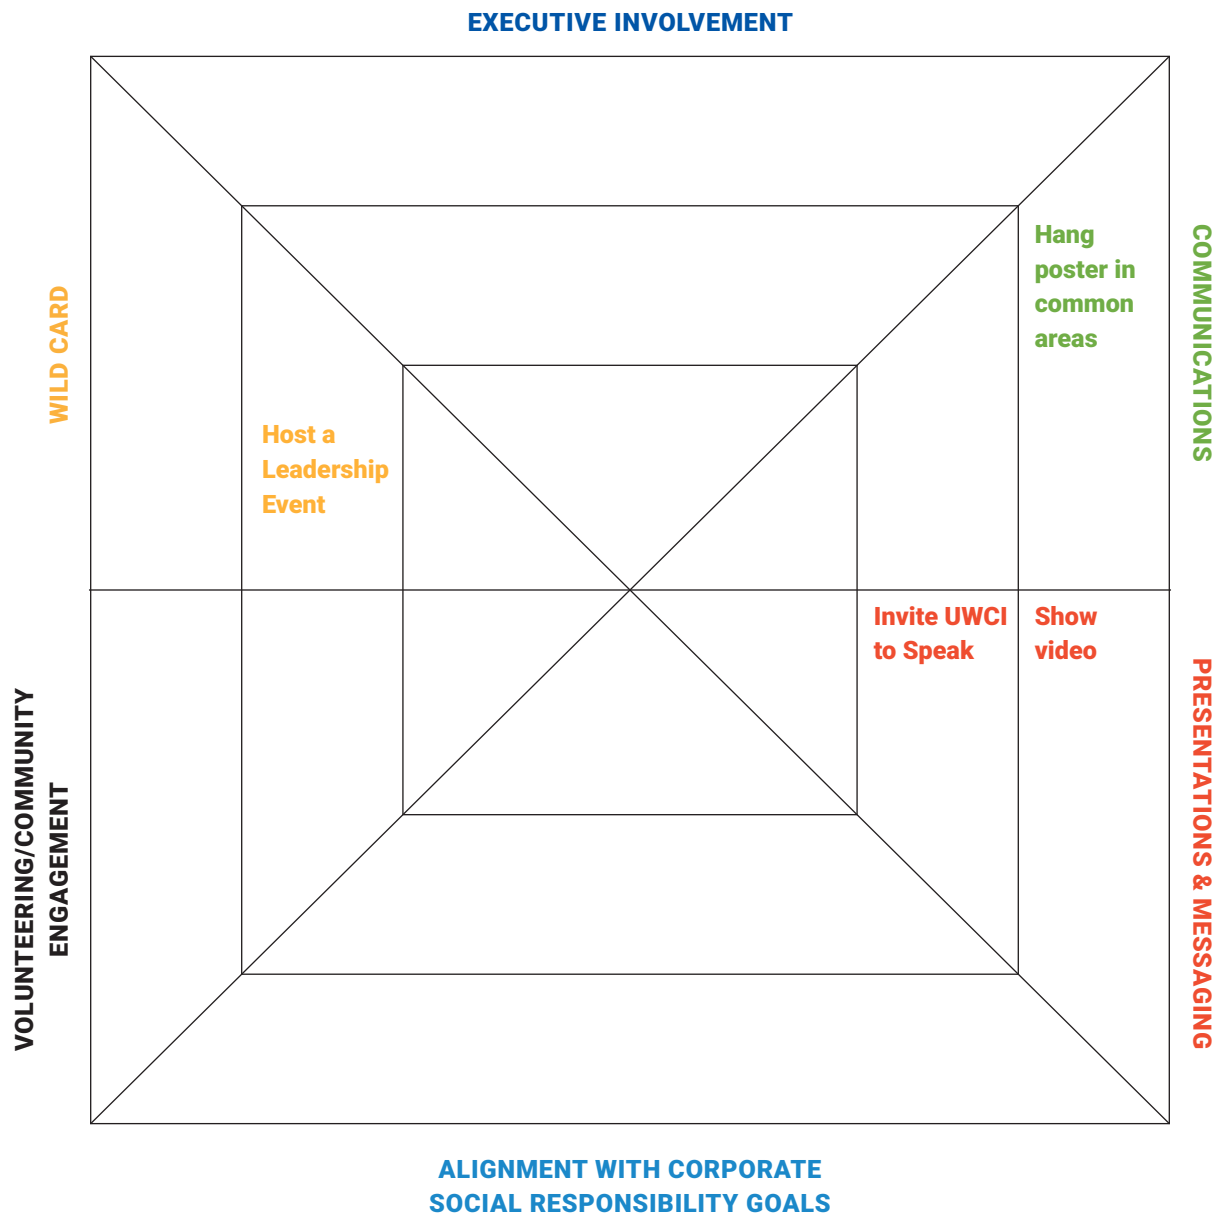 EXECUTIVE INVOLVEMENT
WILD CARD
Hang
poster in
common
areas
COMMUNICATIONS
Host a
Leadership
Event
Invite UWCI
to Speak
Show
video
VOLUNTEERING/COMMUNITY
ENGAGEMENT
PRESENTATIONS & MESSAGING
ALIGNMENT WITH CORPORATE
SOCIAL RESPONSIBILITY GOALS